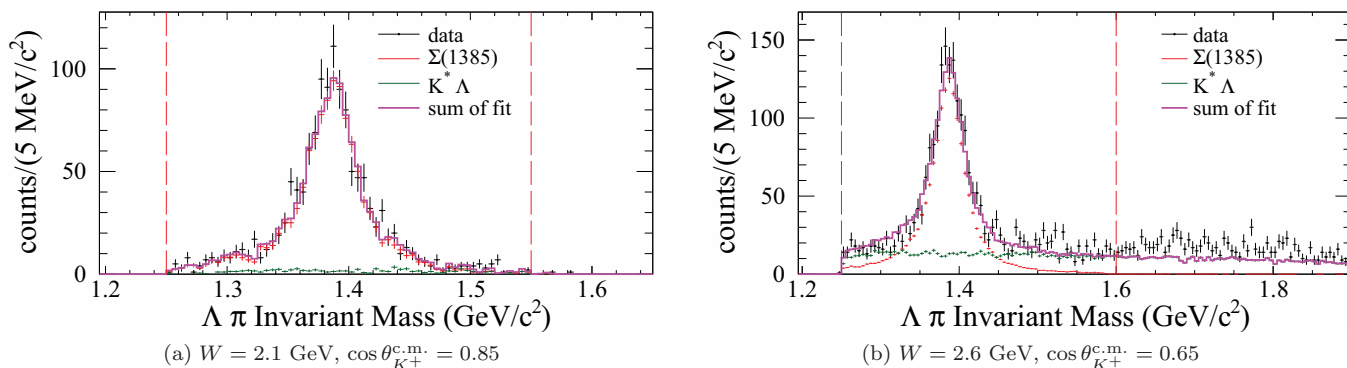 counts/(5 MeV/c²)
100
50
0
data
Σ(1385)
K* Λ
sum of fit
1.2 1.3 1.4 1.5 1.6
Λ π Invariant Mass (GeV/c²)
(a) W = 2.1 GeV, cos θ_{K⁺}^{c.m.} = 0.85
counts/(5 MeV/c²)
150
100
50
0
data
Σ(1385)
K* Λ
sum of fit
1.2 1.4 1.6 1.8
Λ π Invariant Mass (GeV/c²)
(b) W = 2.6 GeV, cos θ_{K⁺}^{c.m.} = 0.65